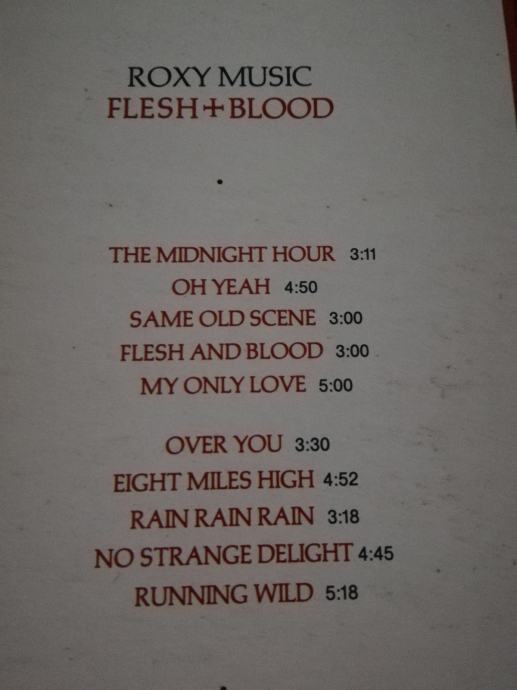 ROXY MUSIC
FLESH+BLOOD
THE MIDNIGHT HOUR 3:11
OH YEAH 4:50
SAME OLD SCENE 3:00
FLESH AND BLOOD 3:00
MY ONLY LOVE 5:00
OVER YOU 3:30
EIGHT MILES HIGH 4:52
RAIN RAIN RAIN 3:18
NO STRANGE DELIGHT 4:45
RUNNING WILD 5:18